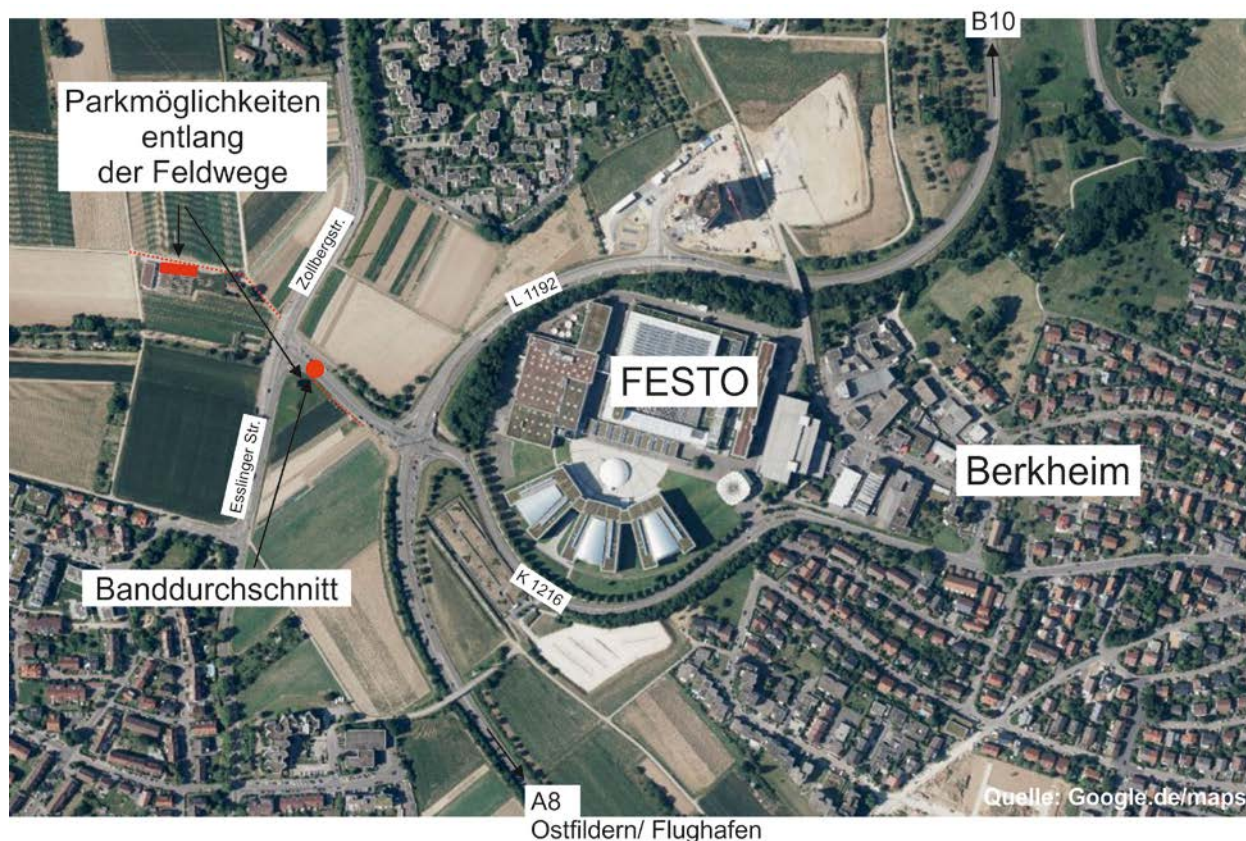 B10
Parkmöglichkeiten
entlang
der Feldwege
Zollbergstr.
L 1192
FESTO
Esslinger Str.
Berkheim
Banddurchschnitt
K 1216
A8
Ostfildern/ Flughafen
Quelle: Google.de/maps